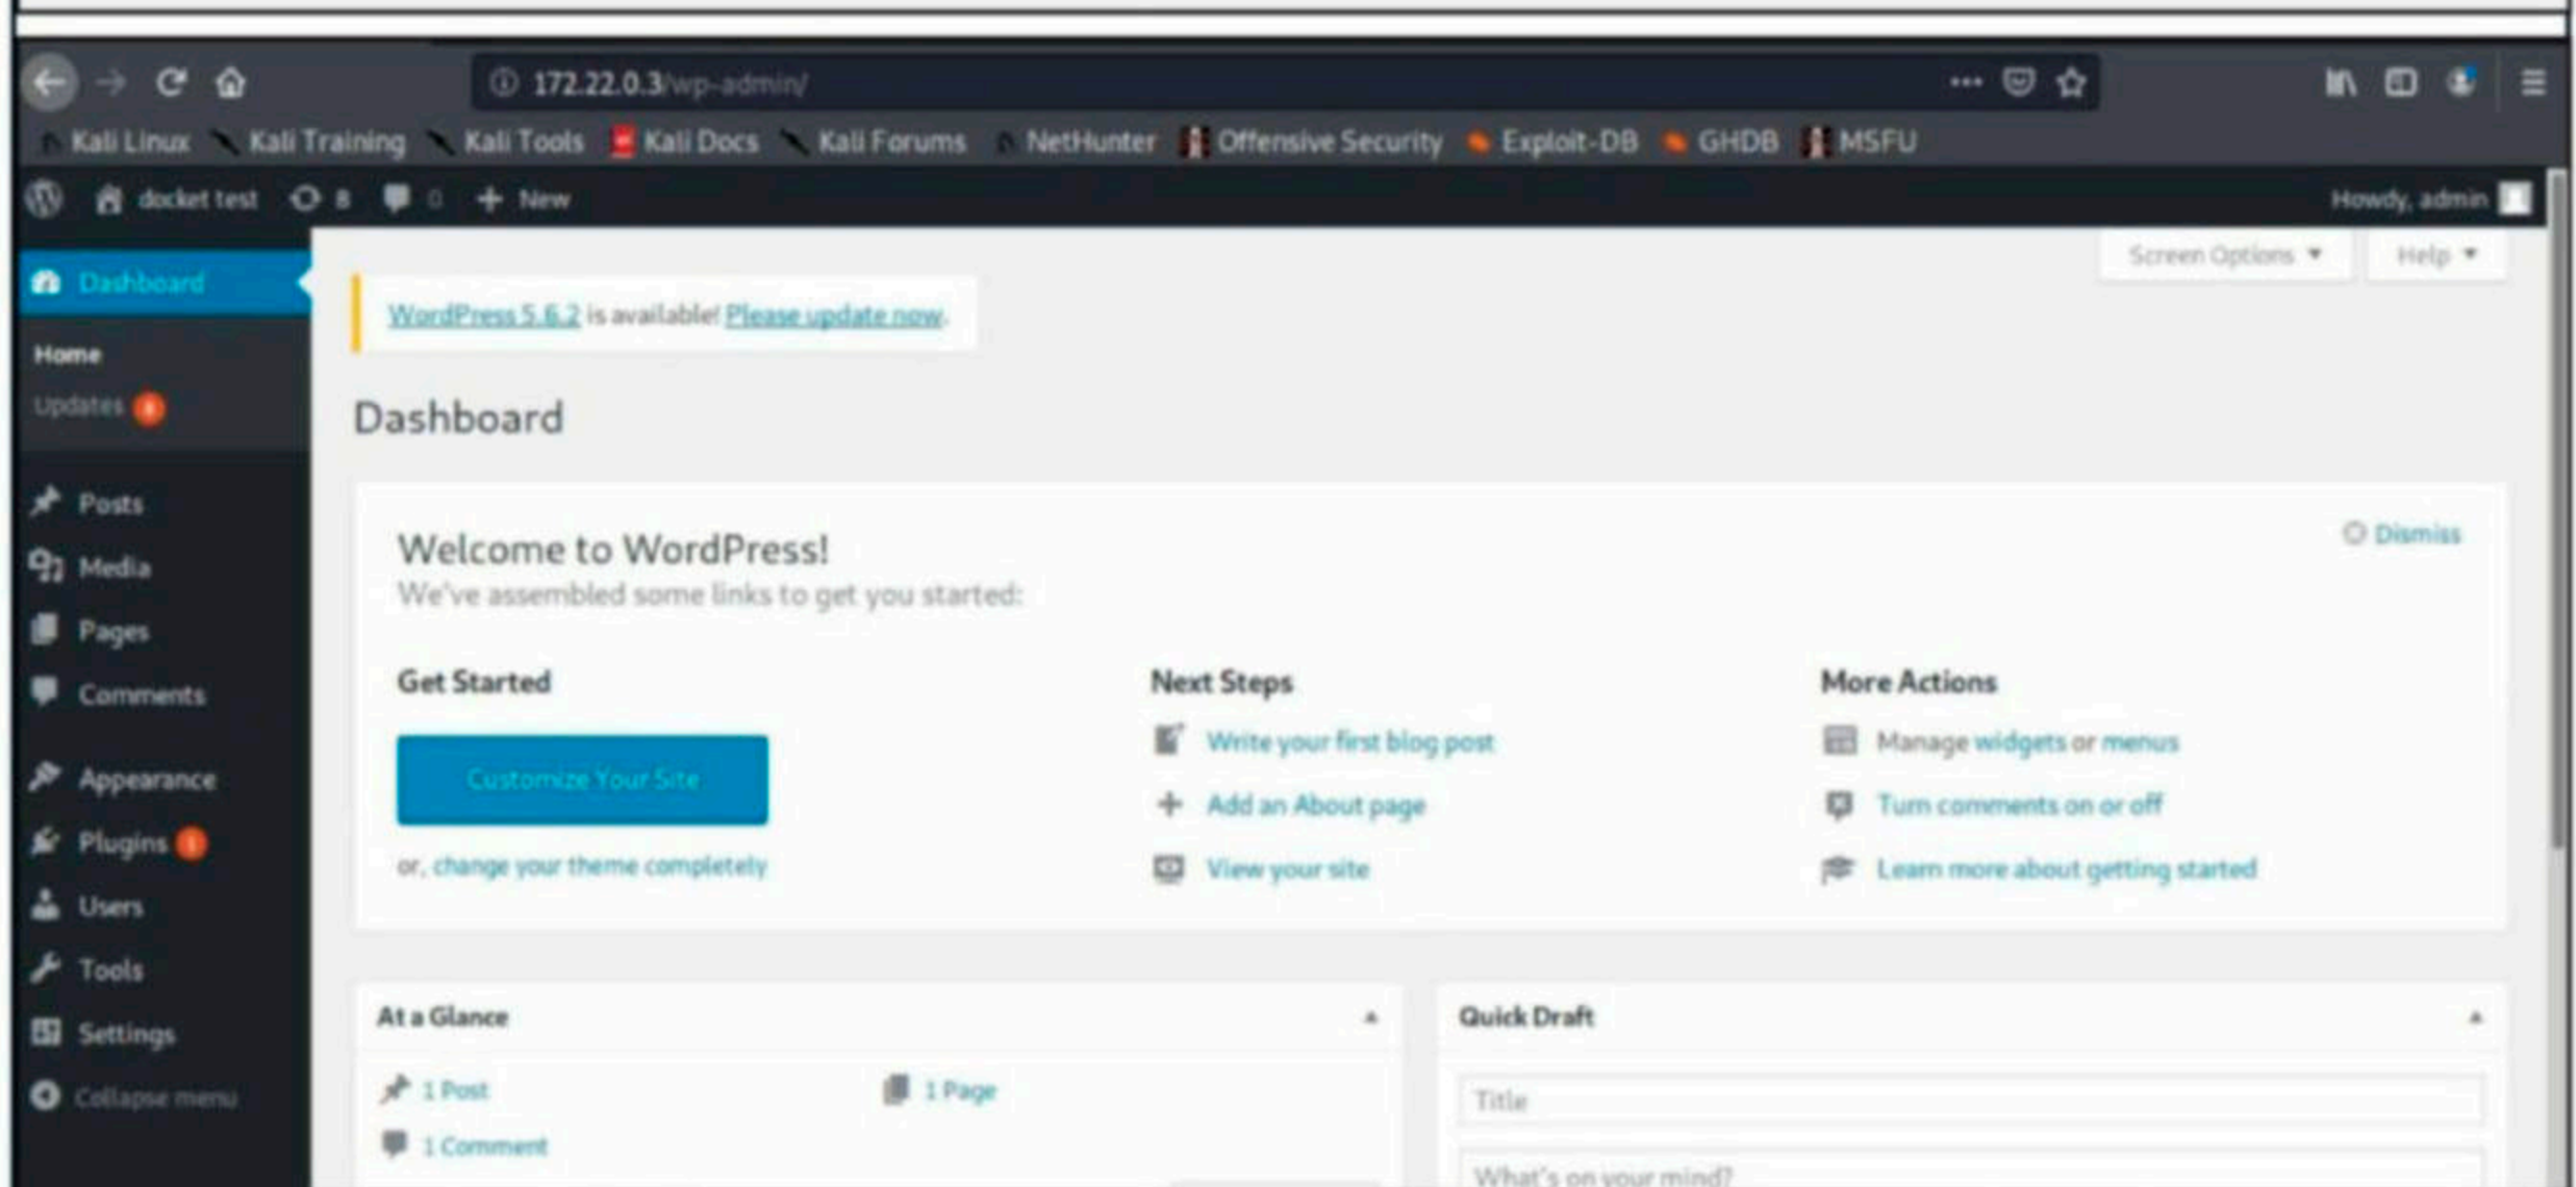 172.22.0.3/wp-admin/
Kali Linux Kali Training Kali Tools Kali Docs Kali Forums NetHunter Offensive Security Exploit-DB GHDB MSFU
docket test 8 0 + New Howdy, admin
Screen Options Help
Dashboard
WordPress 5.6.2 is available! Please update now.
Home
Updates
Dashboard
Posts
Media
Pages
Comments
Appearance
Plugins 1
Users
Tools
Settings
Collapse menu
Welcome to WordPress!
Dismiss
We've assembled some links to get you started:
Get Started
Customize Your Site
or, change your theme completely
Next Steps
Write your first blog post
Add an About page
View your site
More Actions
Manage widgets or menus
Turn comments on or off
Learn more about getting started
At a Glance
1 Post 1 Page
1 Comment
Quick Draft
Title
What's on your mind?